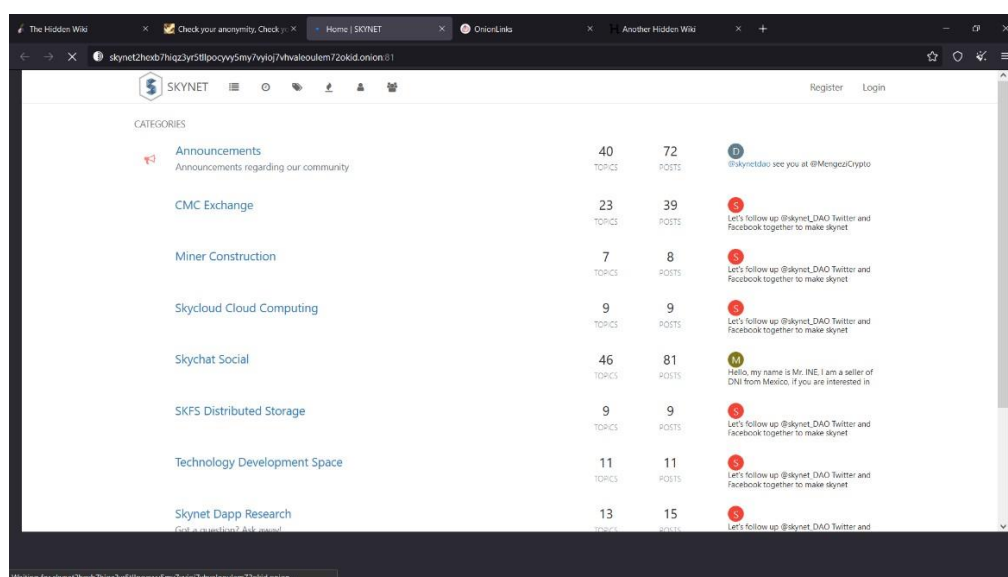 The Hidden Wiki
Check your anonymity, Check yo
Home | SKYNET
OnionLinks
Another Hidden Wiki
SKYNET
Register Login
CATEGORIES
Announcements
Announcements regarding our community
40 TOPICS
72 POSTS
D
@skynetdao see you at @MengeziCrypto
CMC Exchange
23 TOPICS
39 POSTS
S
Let's follow up @skynet_DAO Twitter and
Facebook together to make skynet
Miner Construction
7 TOPICS
8 POSTS
S
Let's follow up @skynet_DAO Twitter and
Facebook together to make skynet
Skycloud Cloud Computing
9 TOPICS
9 POSTS
S
Let's follow up @skynet_DAO Twitter and
Facebook together to make skynet
Skychat Social
46 TOPICS
81 POSTS
M
Hello, my name is Mr. INE, I am a seller of
DNI from Mexico, if you are interested in
SKFS Distributed Storage
9 TOPICS
9 POSTS
S
Let's follow up @skynet_DAO Twitter and
Facebook together to make skynet
Technology Development Space
11 TOPICS
11 POSTS
S
Let's follow up @skynet_DAO Twitter and
Facebook together to make skynet
Skynet Dapp Research
Got a question? Ask away!
13 TOPICS
15 POSTS
S
Let's follow up @skynet_DAO Twitter and